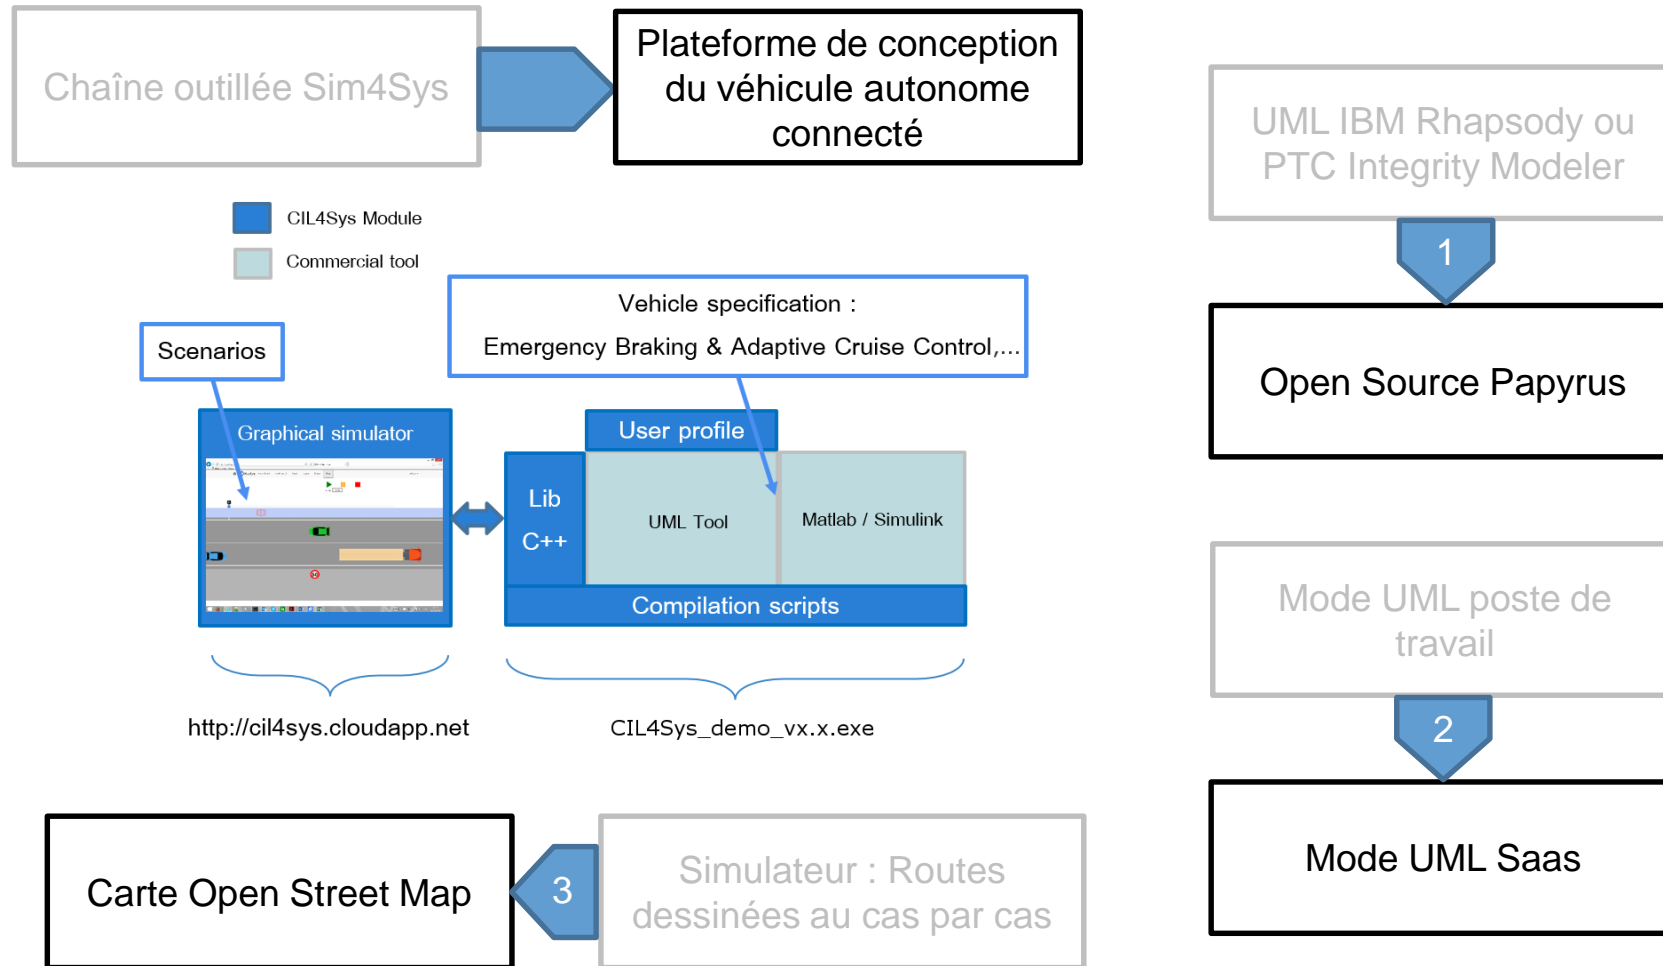 Chaîne outillée Sim4Sys
Plateforme de conception
du véhicule autonome
connecté
UML IBM Rhapsody ou
PTC Integrity Modeler
1
Open Source Papyrus
CIL4Sys Module
Commercial tool
Vehicle specification :
Emergency Braking & Adaptive Cruise Control,...
Scenarios
Graphical simulator
User profile
Lib
C++
UML Tool
Matlab / Simulink
Compilation scripts
http://cil4sys.cloudapp.net
CIL4Sys_demo_vx.x.exe
Mode UML poste de
travail
2
Mode UML Saas
Carte Open Street Map
3
Simulateur : Routes
dessinées au cas par cas